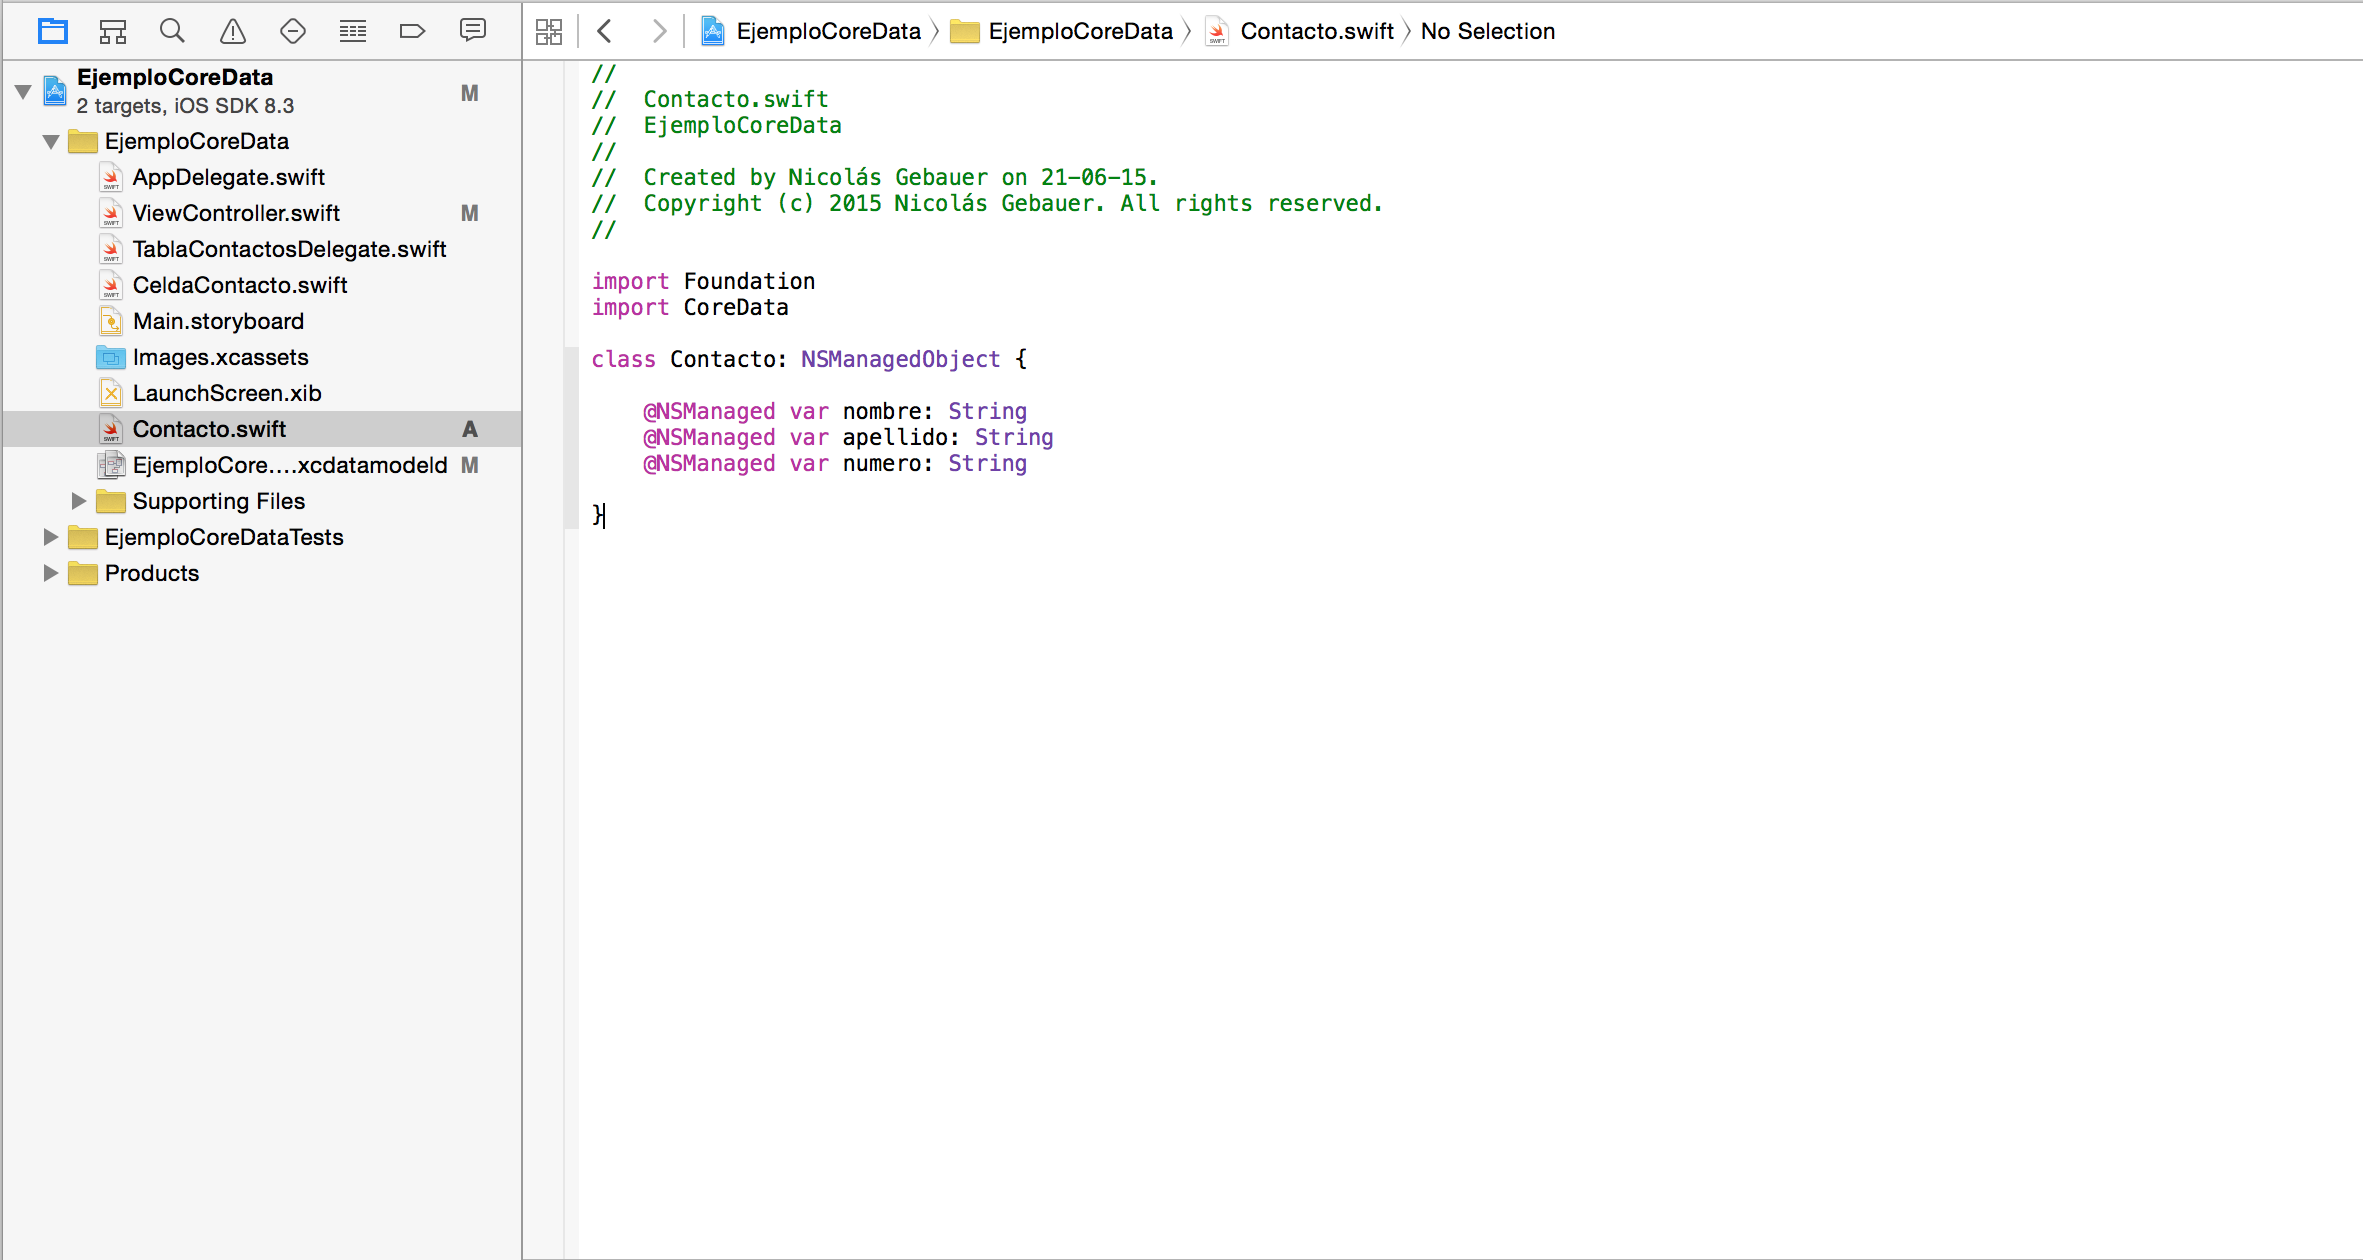 EjemploCoreData
2 targets, iOS SDK 8.3
M
EjemploCoreData
AppDelegate.swift
ViewController.swift M
TablaContactosDelegate.swift
CeldaContacto.swift
Main.storyboard
Images.xcassets
LaunchScreen.xib
Contacto.swift A
EjemploCore....xcdatamodeld M
Supporting Files
EjemploCoreDataTests
Products
EjemploCoreData EjemploCoreData Contacto.swift No Selection
//
//  Contacto.swift
//  EjemploCoreData
//
//  Created by Nicolás Gebauer on 21-06-15.
//  Copyright (c) 2015 Nicolás Gebauer. All rights reserved.
//
import Foundation
import CoreData
class Contacto: NSManagedObject {
    @NSManaged var nombre: String
    @NSManaged var apellido: String
    @NSManaged var numero: String
}